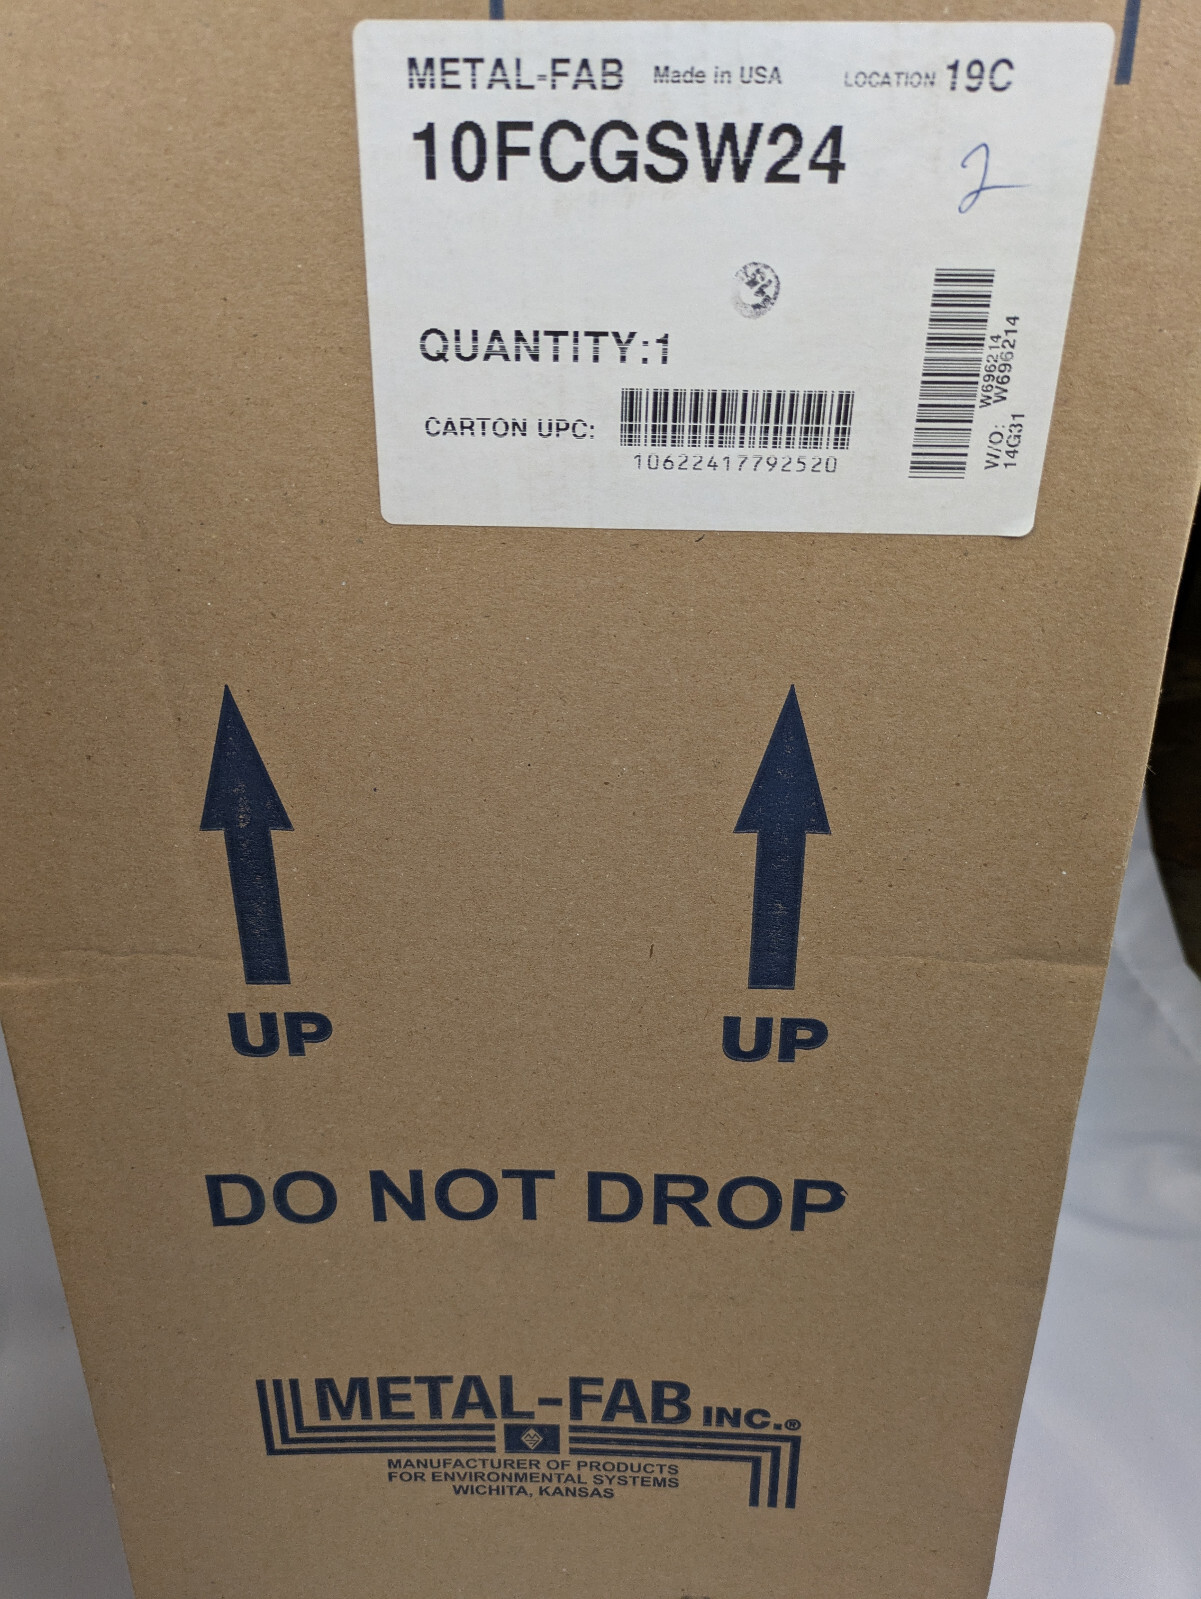 METAL-FAB Made in USA LOCATION 19C
10FCGSW24
2
QUANTITY:1
CARTON UPC:
10622417792520
W696214
W/O: W696214
14G31
UP UP
DO NOT DROP
METAL-FAB INC.®
MANUFACTURER OF PRODUCTS
FOR ENVIRONMENTAL SYSTEMS
WICHITA, KANSAS